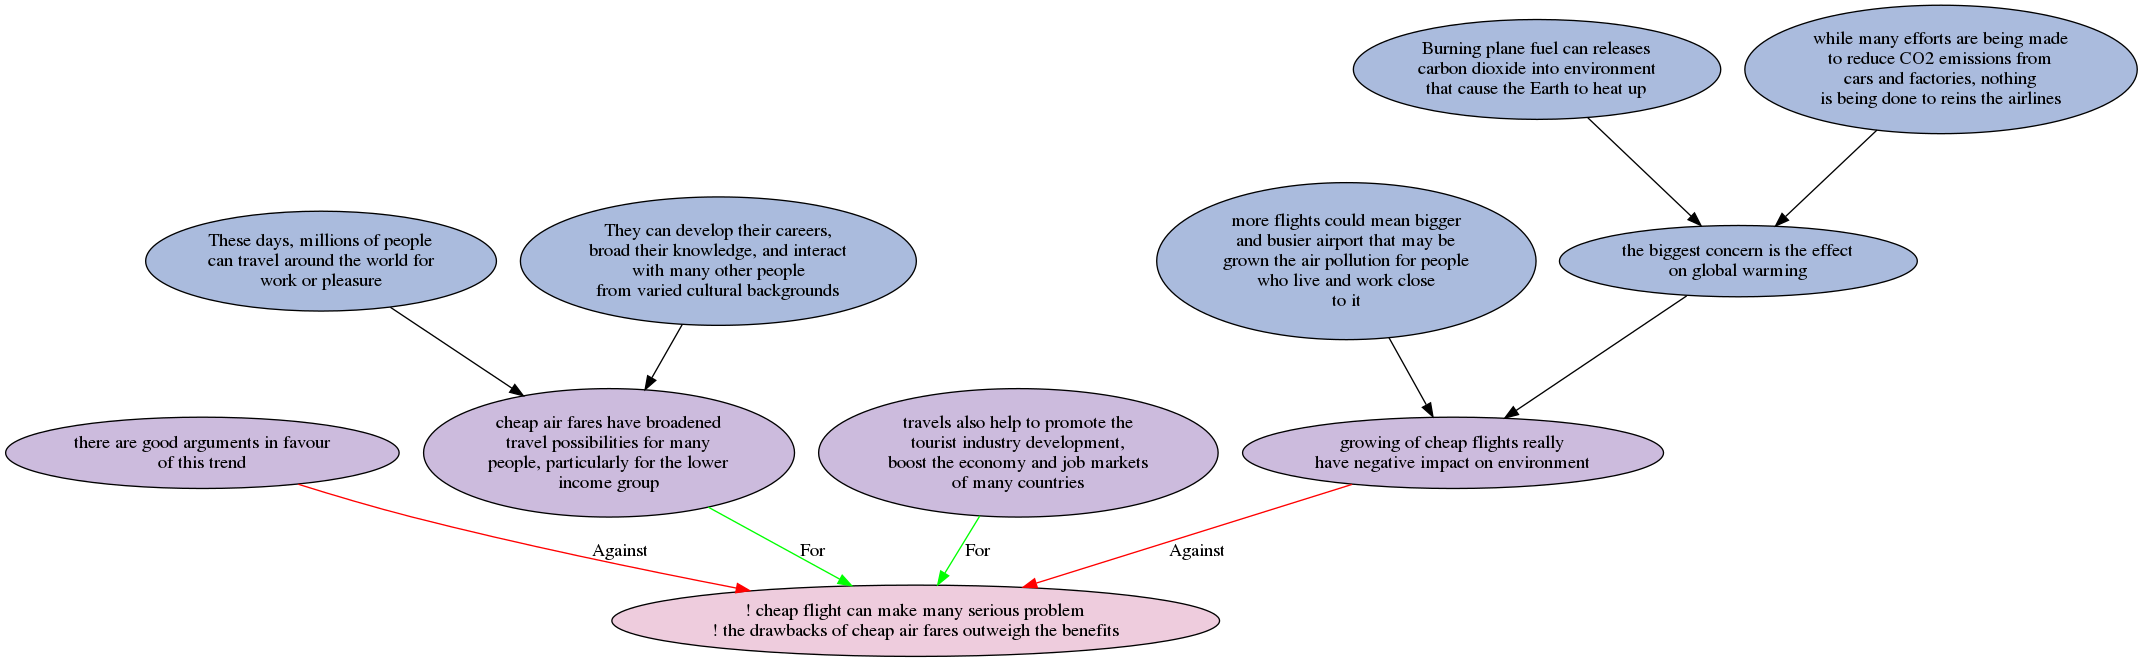 Burning plane fuel can releases
carbon dioxide into environment
that cause the Earth to heat up
while many efforts are being made
to reduce CO2 emissions from
cars and factories, nothing
is being done to reins the airlines
These days, millions of people
can travel around the world for
work or pleasure
They can develop their careers,
broad their knowledge, and interact
with many other people
from varied cultural backgrounds
more flights could mean bigger
and busier airport that may be
grown the air pollution for people
who live and work close
to it
the biggest concern is the effect
on global warming
there are good arguments in favour
of this trend
cheap air fares have broadened
travel possibilities for many
people, particularly for the lower
income group
travels also help to promote the
tourist industry development,
boost the economy and job markets
of many countries
growing of cheap flights really
have negative impact on environment
Against
For
For
Against
! cheap flight can make many serious problem
! the drawbacks of cheap air fares outweigh the benefits